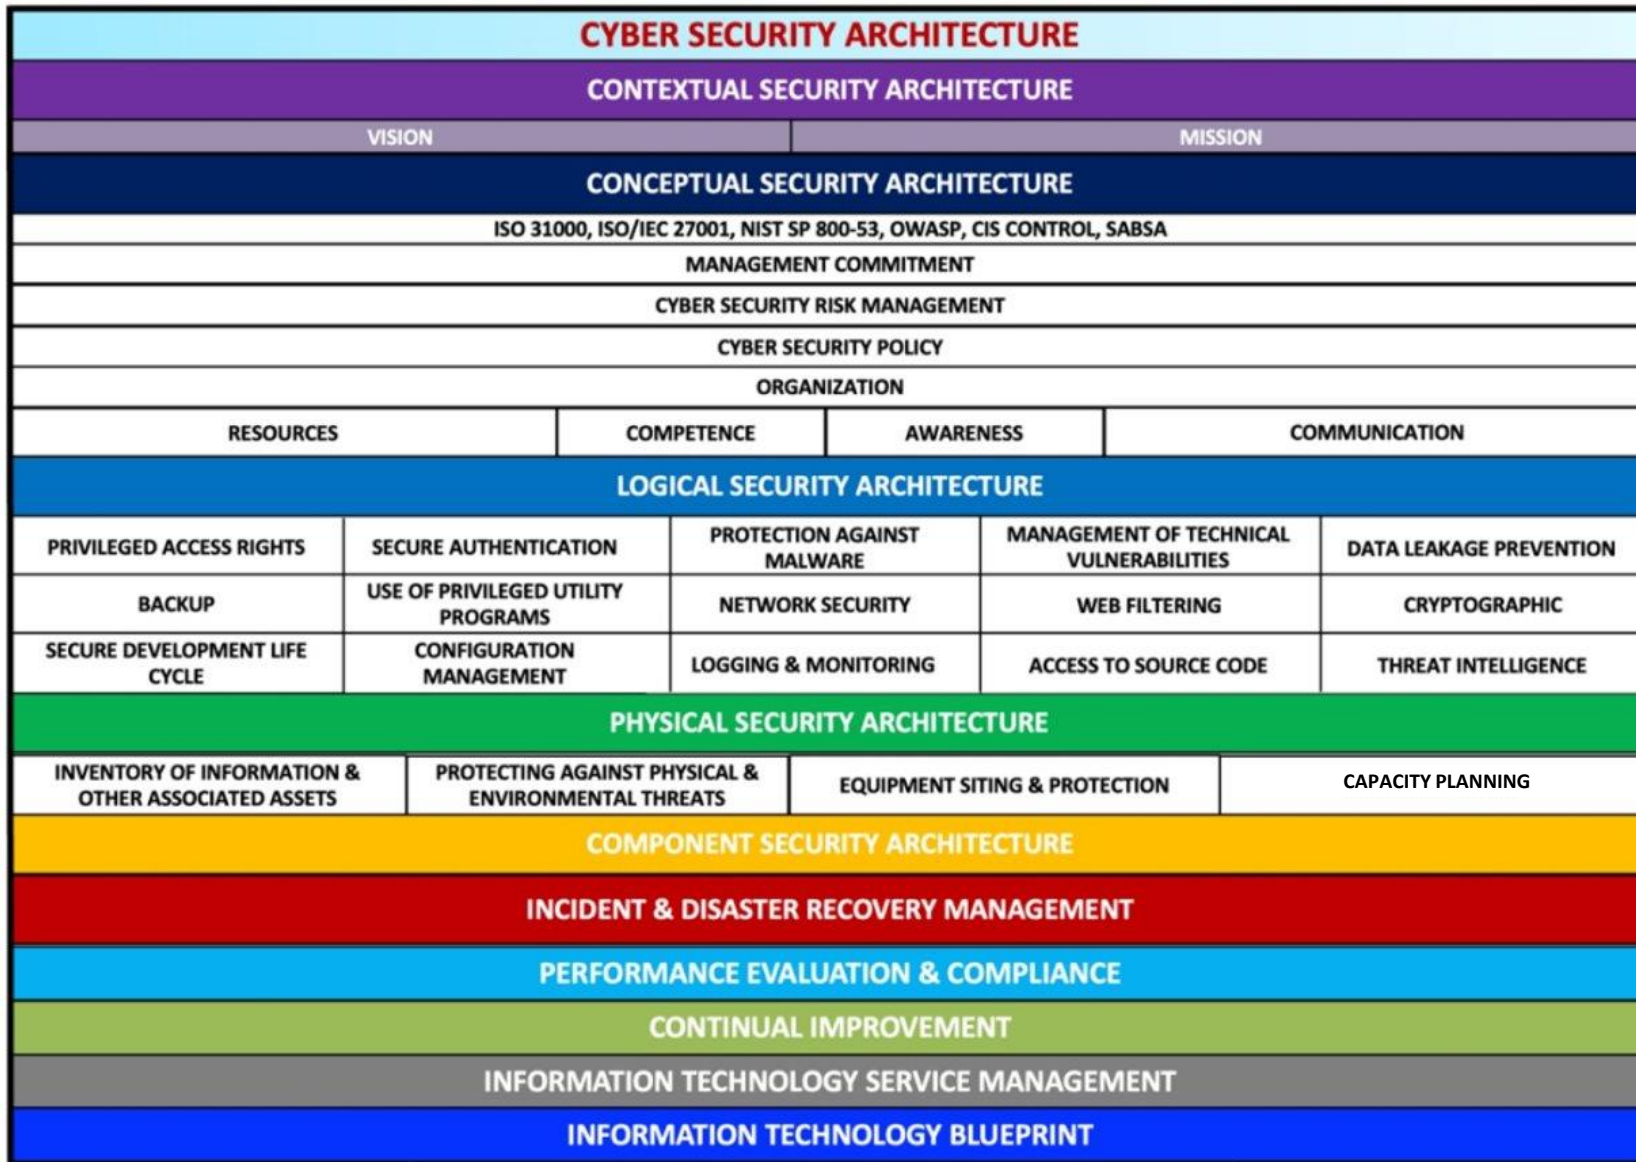 CYBER SECURITY ARCHITECTURE
CONTEXTUAL SECURITY ARCHITECTURE
VISION
MISSION
CONCEPTUAL SECURITY ARCHITECTURE
ISO 31000, ISO/IEC 27001, NIST SP 800-53, OWASP, CIS CONTROL, SABSA
MANAGEMENT COMMITMENT
CYBER SECURITY RISK MANAGEMENT
CYBER SECURITY POLICY
ORGANIZATION
RESOURCES
COMPETENCE
AWARENESS
COMMUNICATION
LOGICAL SECURITY ARCHITECTURE
PRIVILEGED ACCESS RIGHTS
SECURE AUTHENTICATION
PROTECTION AGAINST
MALWARE
MANAGEMENT OF TECHNICAL
VULNERABILITIES
DATA LEAKAGE PREVENTION
BACKUP
USE OF PRIVILEGED UTILITY
PROGRAMS
NETWORK SECURITY
WEB FILTERING
CRYPTOGRAPHIC
SECURE DEVELOPMENT LIFE
CYCLE
CONFIGURATION
MANAGEMENT
LOGGING & MONITORING
ACCESS TO SOURCE CODE
THREAT INTELLIGENCE
PHYSICAL SECURITY ARCHITECTURE
INVENTORY OF INFORMATION &
OTHER ASSOCIATED ASSETS
PROTECTING AGAINST PHYSICAL &
ENVIRONMENTAL THREATS
EQUIPMENT SITING & PROTECTION
CAPACITY PLANNING
COMPONENT SECURITY ARCHITECTURE
INCIDENT & DISASTER RECOVERY MANAGEMENT
PERFORMANCE EVALUATION & COMPLIANCE
CONTINUAL IMPROVEMENT
INFORMATION TECHNOLOGY SERVICE MANAGEMENT
INFORMATION TECHNOLOGY BLUEPRINT